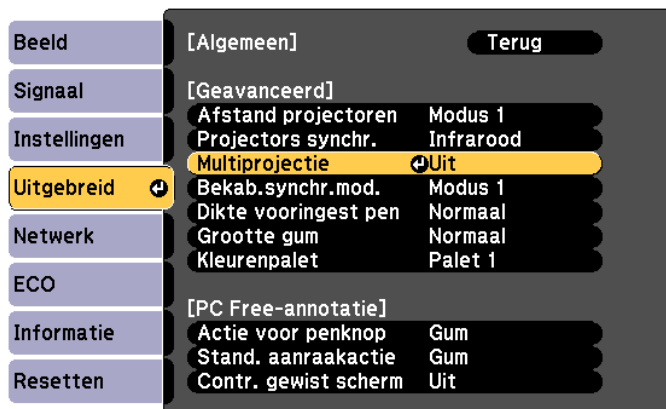 Beeld
Signaal
Instellingen
Uitgebreid
Netwerk
ECO
Informatie
Resetten
[Algemeen] Terug
[Geavanceerd]
Afstand projectoren Modus 1
Projectors synchr. Infrarood
Multiprojectie Uit
Bekab.synchr.mod. Modus 1
Dikte vooringest pen Normaal
Grootte gum Normaal
Kleurenpalet Palet 1
[PC Free-annotatie]
Actie voor penknop Gum
Stand. aanraakactie Gum
Contr. gewist scherm Uit